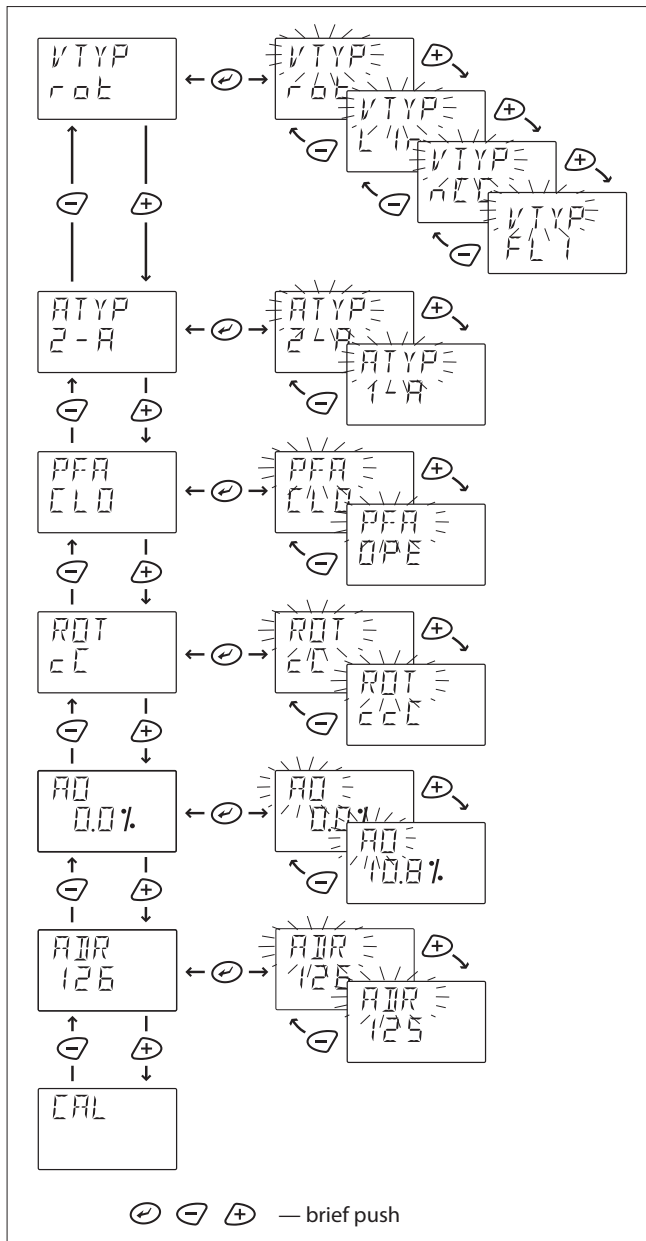 VTYP
rot
VTYP
rot
VTYP
LIn
VTYP
nCC
VTYP
FL1
ATYP
2-A
ATYP
2-A
ATYP
1-A
PFA
CLO
PFA
CLO
PFA
OPE
ROT
cC
ROT
cC
ROT
ccC
AO
0.0%
AO
0.0%
AO
10.8%
ADR
126
ADR
126
ADR
125
CAL
— brief push